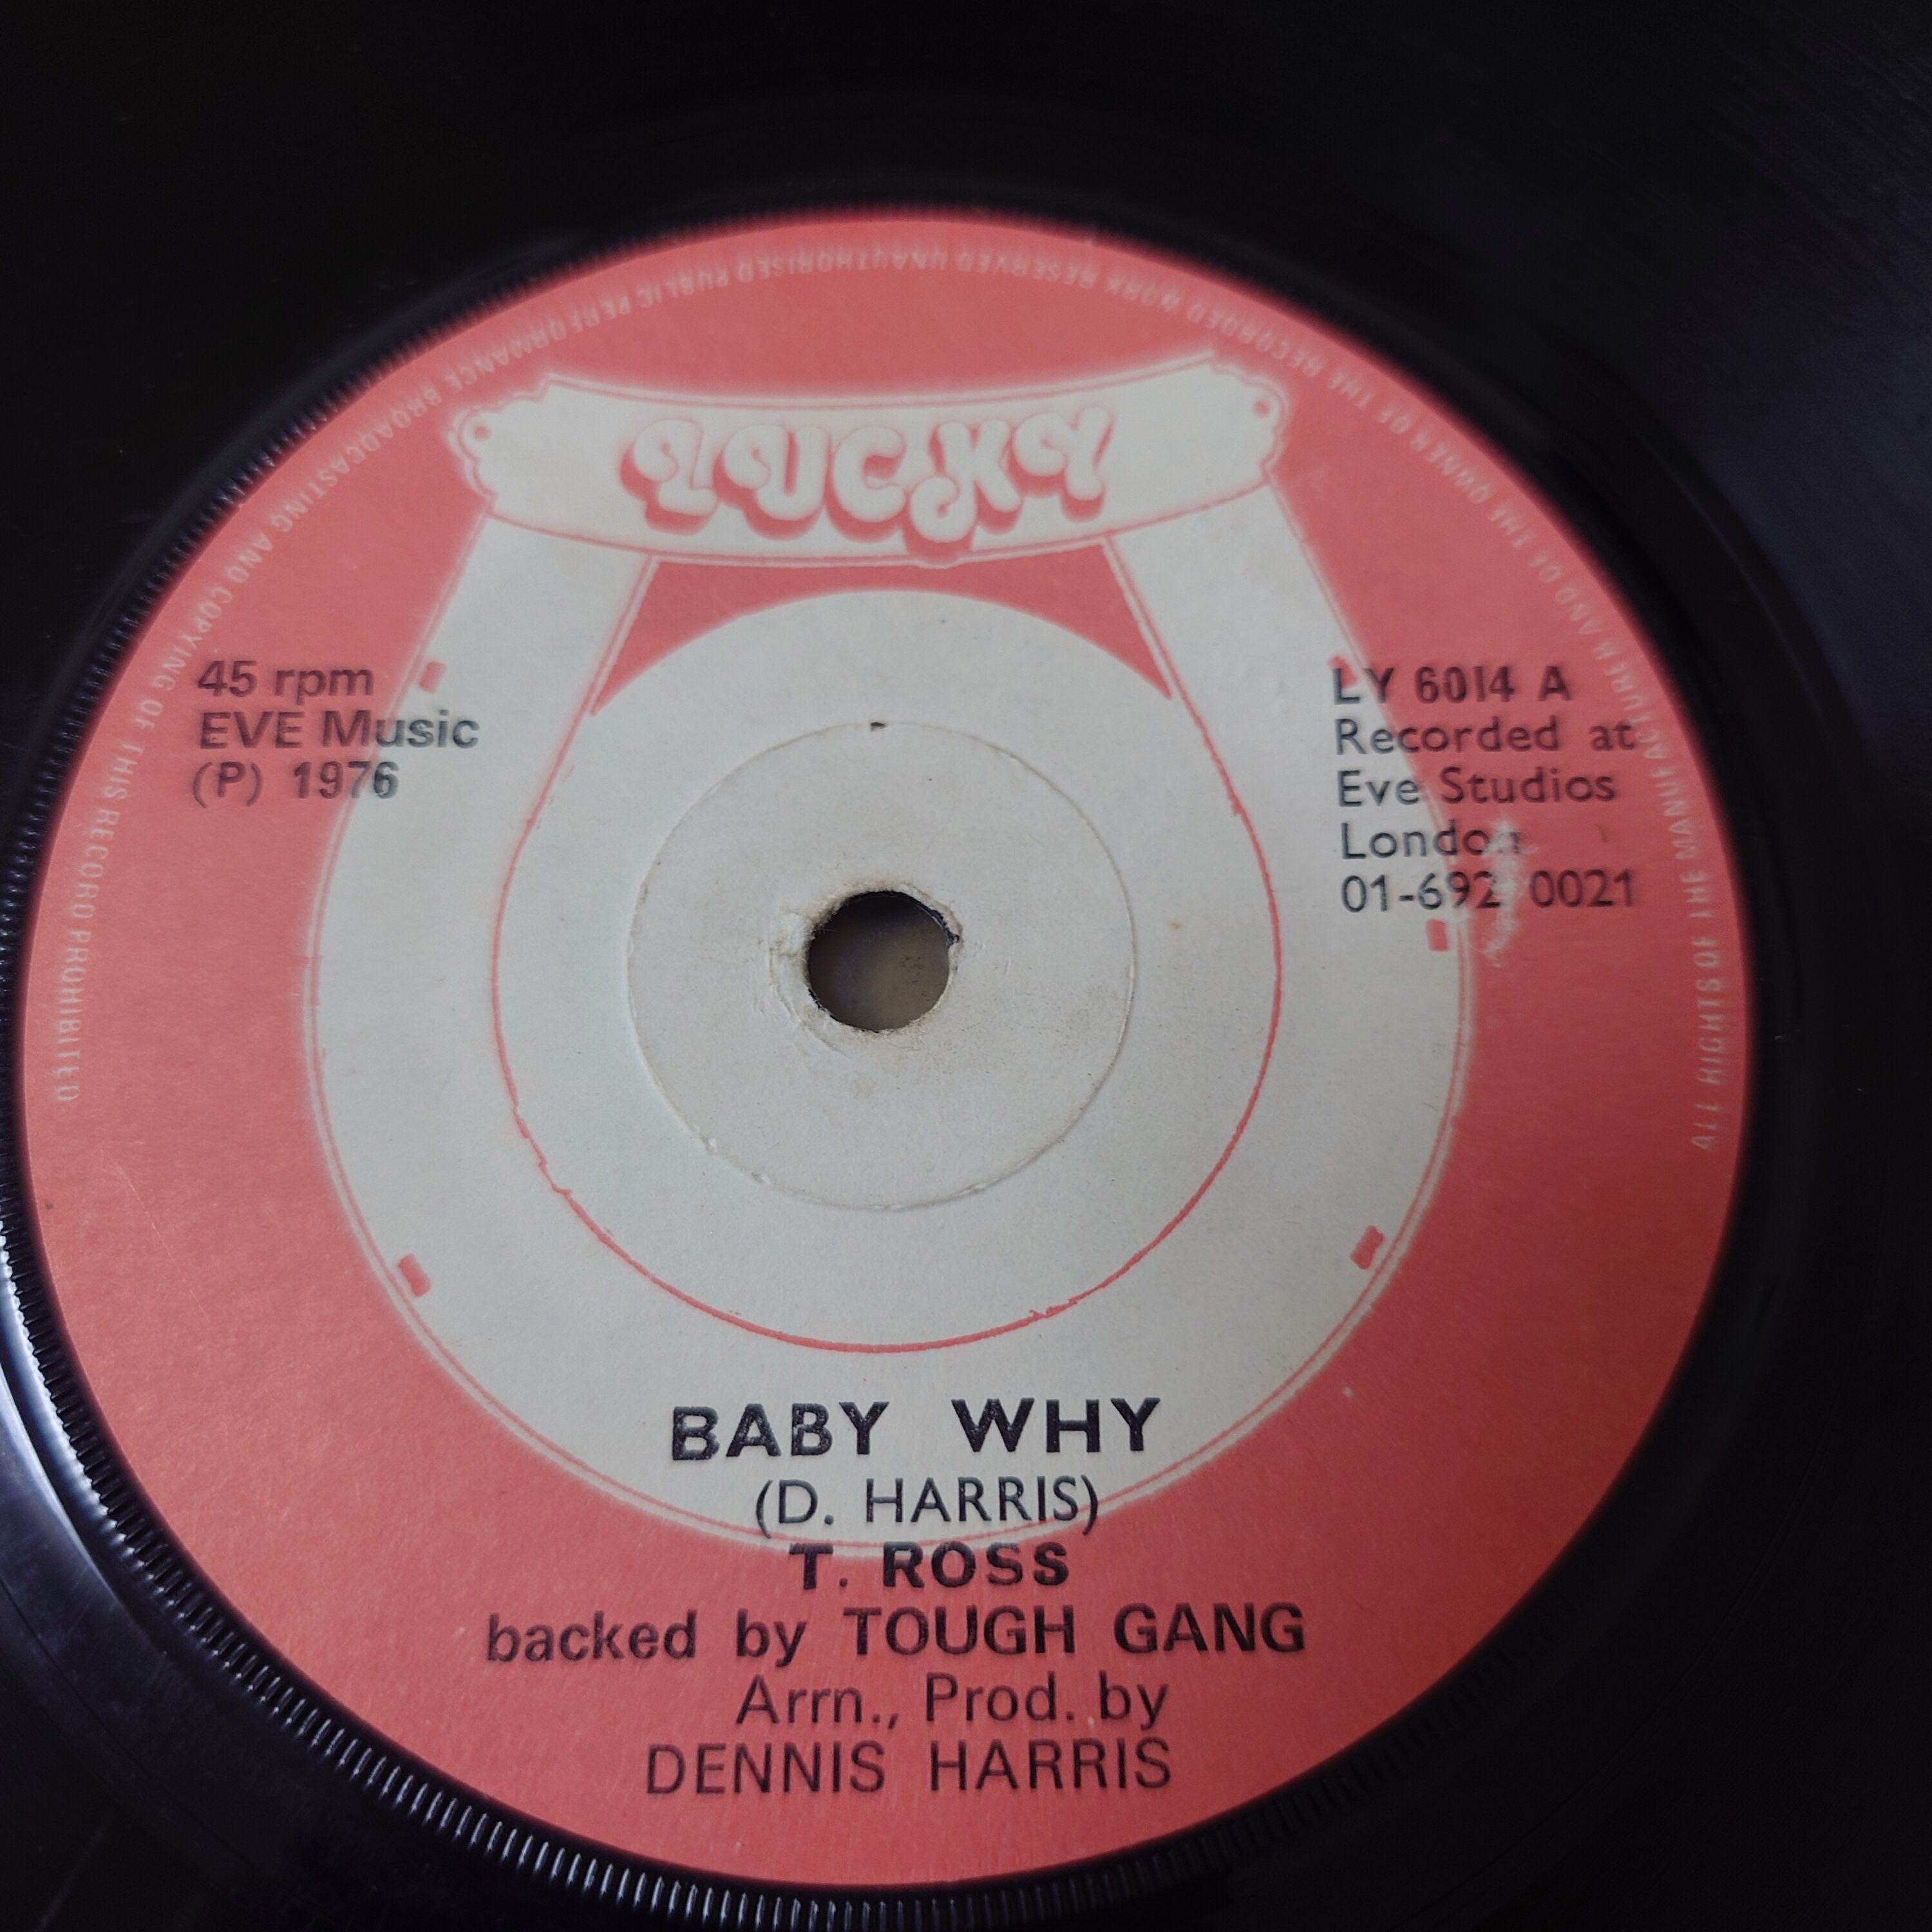 LUCKY
45 rpm
EVE Music
(P) 1976
LY 6014 A
Recorded at
Eve Studios
London
01-692 0021
BABY WHY
(D. HARRIS)
T. ROSS
backed by TOUGH GANG
Arrn., Prod. by
DENNIS HARRIS
ALL RIGHTS OF THE MANUFACTURER AND OF THE OWNER OF THE RECORDED WORK RESERVED UNAUTHORISED PUBLIC PERFORMANCE BROADCASTING AND COPYING OF THIS RECORD PROHIBITED